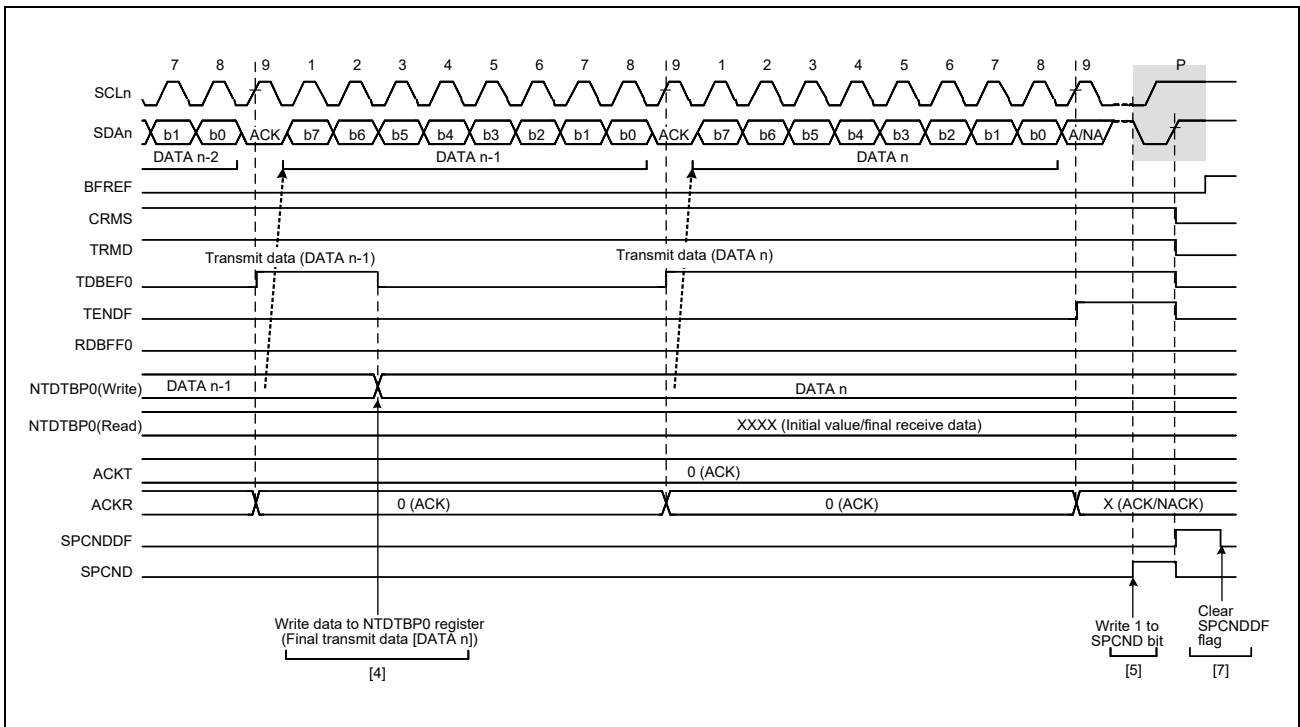 7 8 9 1 2 3 4 5 6 7 8 9 1 2 3 4 5 6 7 8 9 P
SCLn
SDAn b1 b0 ACK b7 b6 b5 b4 b3 b2 b1 b0 ACK b7 b6 b5 b4 b3 b2 b1 b0 A/NA
DATA n-2 DATA n-1 DATA n
BFREF
CRMS
TRMD
Transmit data (DATA n-1) Transmit data (DATA n)
TDBEF0
TENDF
RDBFF0
NTDTBP0(Write) DATA n-1 DATA n
NTDTBP0(Read) XXXX (Initial value/final receive data)
ACKT 0 (ACK)
ACKR 0 (ACK) 0 (ACK) X (ACK/NACK)
SPCNDDF
SPCND
Write data to NTDTBP0 register
(Final transmit data [DATA n])
[4]
Write 1 to
SPCND bit
[5]
Clear
SPCNDDF
flag
[7]